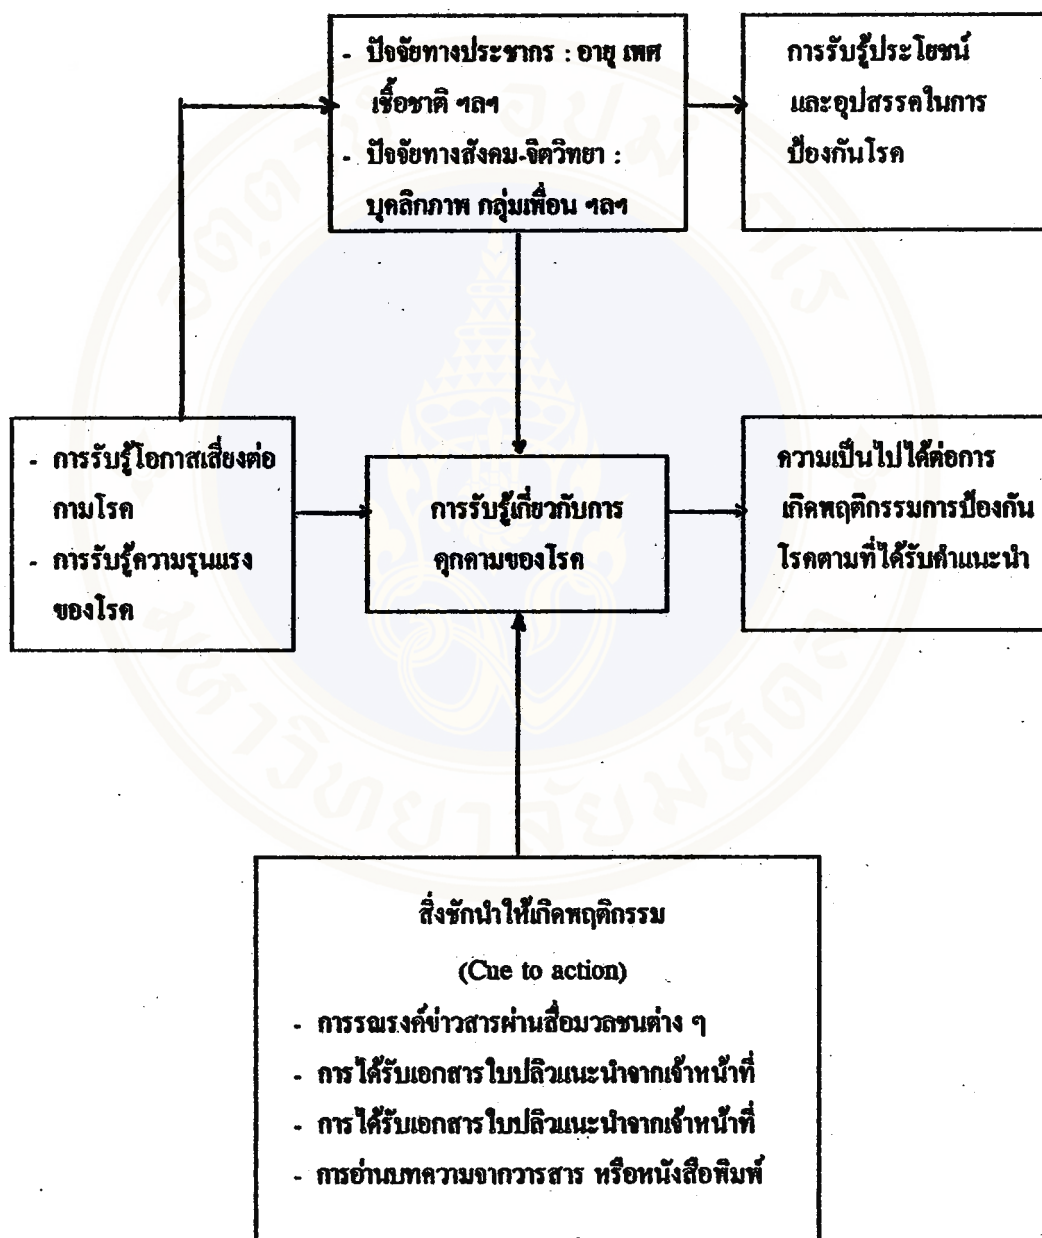 - ปัจจัยทางประชากร : อายุ เพศ
เชื้อชาติ ฯลฯ
- ปัจจัยทางสังคม-จิตวิทยา :
บุคลิกภาพ กลุ่มเพื่อน ฯลฯ
การรับรู้ประโยชน์
และอุปสรรคในการ
ป้องกันโรค
- การรับรู้โอกาสเสี่ยงต่อ
กามโรค
- การรับรู้ความรุนแรง
ของโรค
การรับรู้เกี่ยวกับการ
คุกคามของโรค
ความเป็นไปได้ต่อการ
เกิดพฤติกรรมการป้องกัน
โรคตามที่ได้รับคำแนะนำ
สิ่งชักนำให้เกิดพฤติกรรม
(Cue to action)
- การรณรงค์ข่าวสารผ่านสื่อมวลชนต่าง ๆ
- การได้รับเอกสารใบปลิวแนะนำจากเจ้าหน้าที่
- การได้รับเอกสารใบปลิวแนะนำจากเจ้าหน้าที่
- การอ่านบทความจากวารสาร หรือหนังสือพิมพ์
มหาวิทยาลัยมหิดล